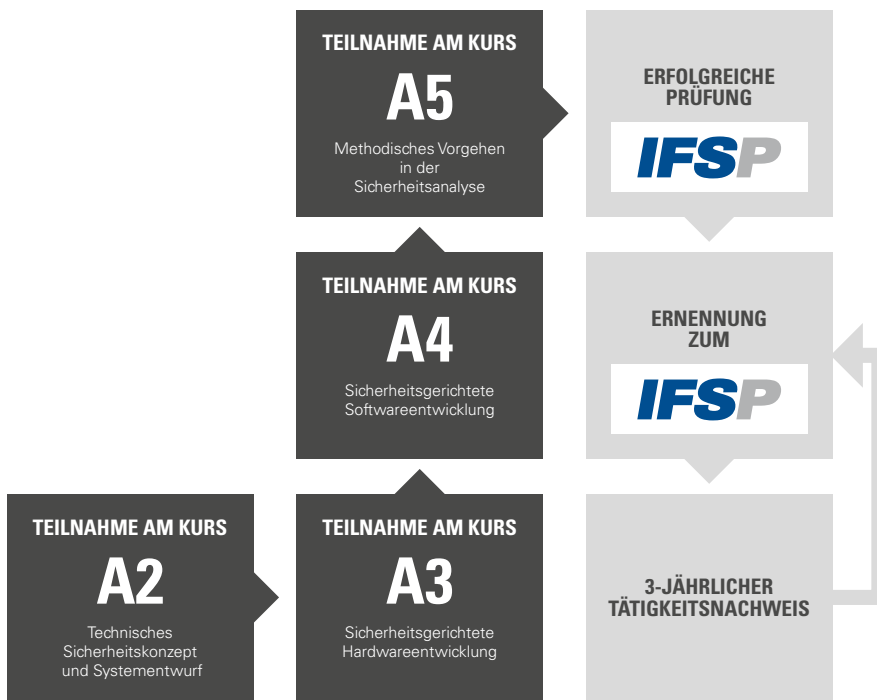 TEILNAHME AM KURS
A5
Methodisches Vorgehen
in der
Sicherheitsanalyse
ERFOLGREICHE
PRÜFUNG
IFSP
TEILNAHME AM KURS
A4
Sicherheitsgerichtete
Softwareentwicklung
ERNENNUNG
ZUM
IFSP
TEILNAHME AM KURS
A2
Technisches
Sicherheitskonzept
und Systementwurf
TEILNAHME AM KURS
A3
Sicherheitsgerichtete
Hardwareentwicklung
3-JÄHRLICHER
TÄTIGKEITSNACHWEIS